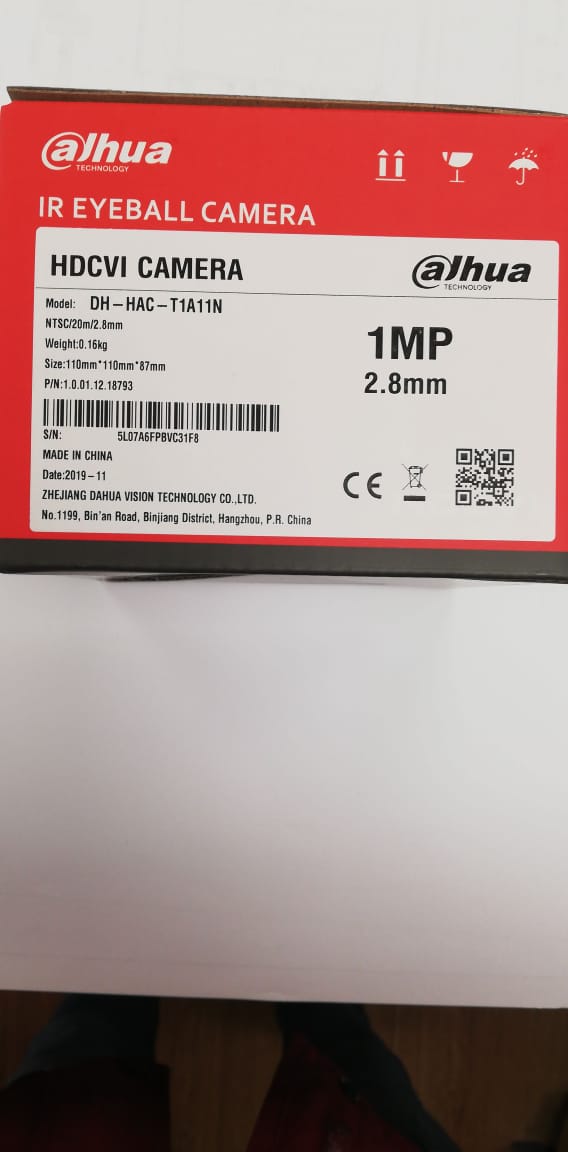 alhua
TECHNOLOGY
IR EYEBALL CAMERA
HDCVI CAMERA
alhua
TECHNOLOGY
Model: DH-HAC-T1A11N
NTSC/20m/2.8mm
Weight:0.16kg
Size:110mm*110mm*87mm
P/N:1.0.01.12.18793
1MP
2.8mm
S/N: 5L07A6FPBVC31F8
MADE IN CHINA
Date:2019-11
ZHEJIANG DAHUA VISION TECHNOLOGY CO.,LTD.
No.1199, Bin'an Road, Binjiang District, Hangzhou, P.R. China
CE